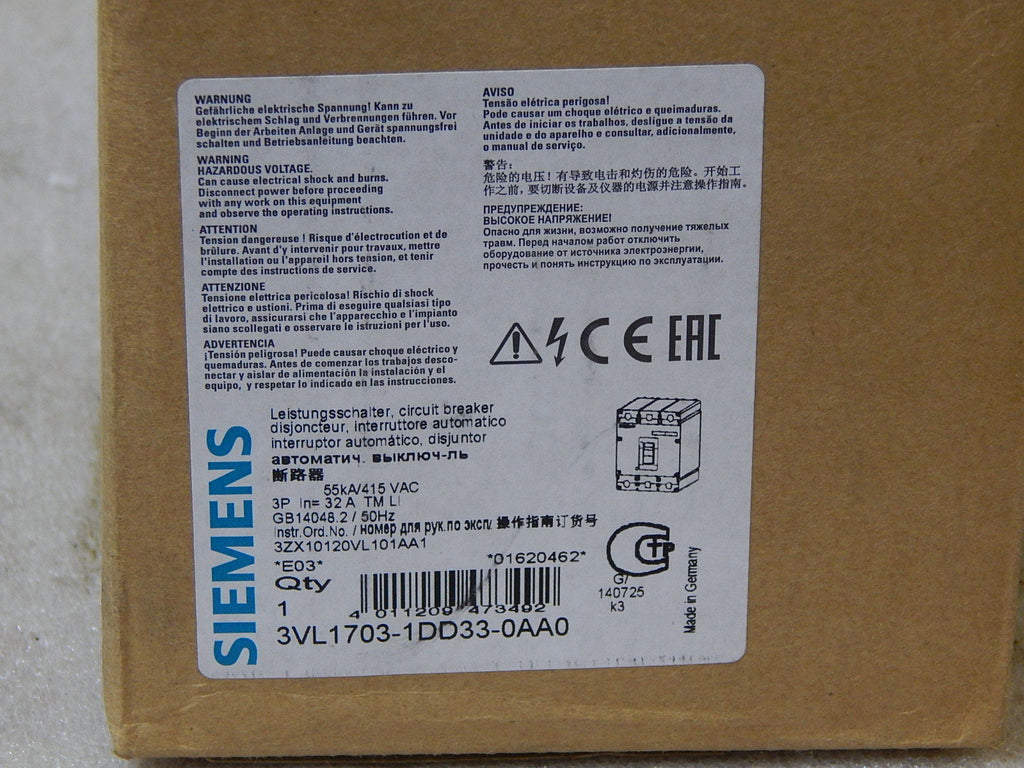 WARNUNG
Gefährliche elektrische Spannung! Kann zu
elektrischem Schlag und Verbrennungen führen. Vor
Beginn der Arbeiten Anlage und Gerät spannungsfrei
schalten und Betriebsanleitung beachten.
WARNING
HAZARDOUS VOLTAGE.
Can cause electrical shock and burns.
Disconnect power before proceeding
with any work on this equipment
and observe the operating instructions.
ATTENTION
Tension dangereuse ! Risque d'électrocution et de
brûlure. Avant d'y intervenir pour travaux, mettre
l'installation ou l'appareil hors tension, et tenir
compte des instructions de service.
ATTENZIONE
Tensione elettrica pericolosa! Rischio di shock
elettrico e ustioni. Prima di eseguire qualsiasi tipo
di lavoro, assicurarsi che l'apparecchio e l'impianto
siano scollegati e osservare le istruzioni per l'uso.
ADVERTENCIA
¡Tensión peligrosa! Puede causar choque eléctrico y
quemaduras. Antes de comenzar los trabajos desco-
nectar y aislar de alimentación la instalación y el
equipo, y respetar lo indicado en las instrucciones.
AVISO
Tensão elétrica perigosa!
Pode causar um choque elétrico e queimaduras.
Antes de iniciar os trabalhos, desligue a tensão da
unidade e do aparelho e consultar, adicionalmente,
o manual de serviço.
警告:
危险的电压! 有导致电击和灼伤的危险。开始工
作之前, 要切断设备及仪器的电源并注意操作指南。
ПРЕДУПРЕЖДЕНИЕ:
ВЫСОКОЕ НАПРЯЖЕНИЕ!
Опасно для жизни, возможно получение тяжелых
травм. Перед началом работ отключить
оборудование от источника электроэнергии,
прочесть и понять инструкцию по эксплуатации.
CE EAC
SIEMENS
Leistungsschalter, circuit breaker
disjoncteur, interruttore automatico
interruptor automático, disjuntor
автоматич. выключ-ль
断路器
55kA/415 VAC
3P In= 32 A TM LI
GB14048.2 / 50Hz
Instr.Ord.No. / номер для рук.по экспл. 操作指南订货号
3ZX10120VL101AA1
*E03* *01620462*
Qty
1
4 011209 473492
3VL1703-1DD33-0AA0
G/
140725
k3
Made in Germany